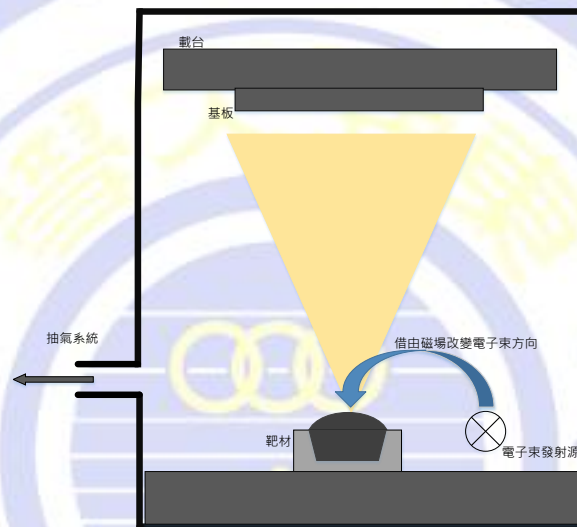 載台
基板
抽氣系統
借由磁場改變電子束方向
靶材
電子束發射源